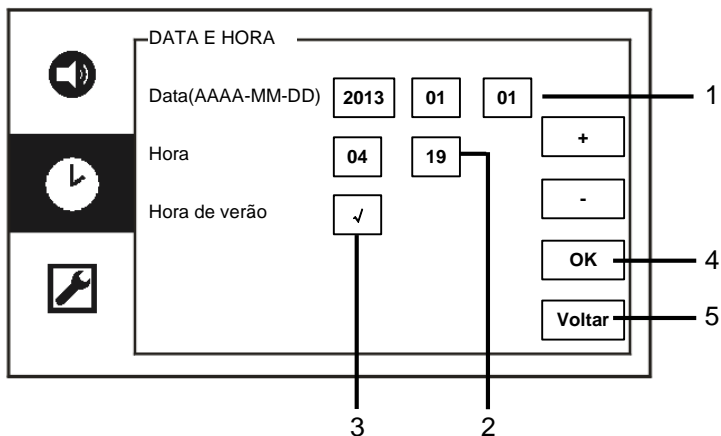 DATA E HORA
Data(AAAA-MM-DD) 2013 01 01 1
+
Hora 04 19
-
Hora de verão √
OK 4
Voltar 5
3 2